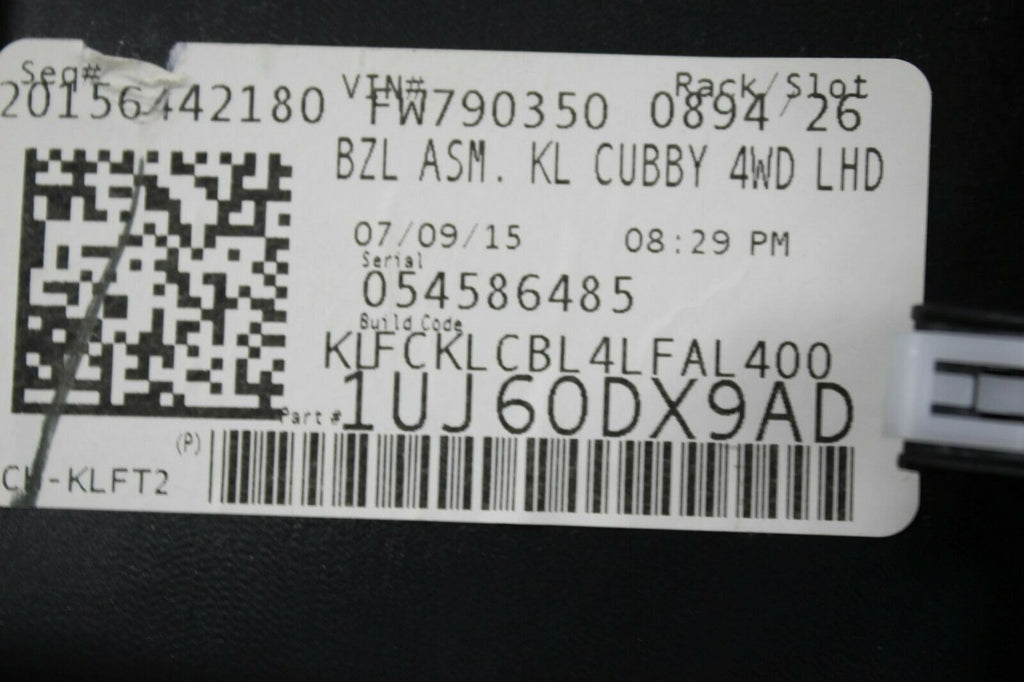 Seq# VIN# Rack/Slot
20156442180 FW790350 0894 26
BZL ASM. KL CUBBY 4WD LHD
07/09/15 08:29 PM
Serial
054586485
Build Code
KLFCKLCBL4LFAL400
Part # 1UJ60DX9AD
(P)
-KLFT2